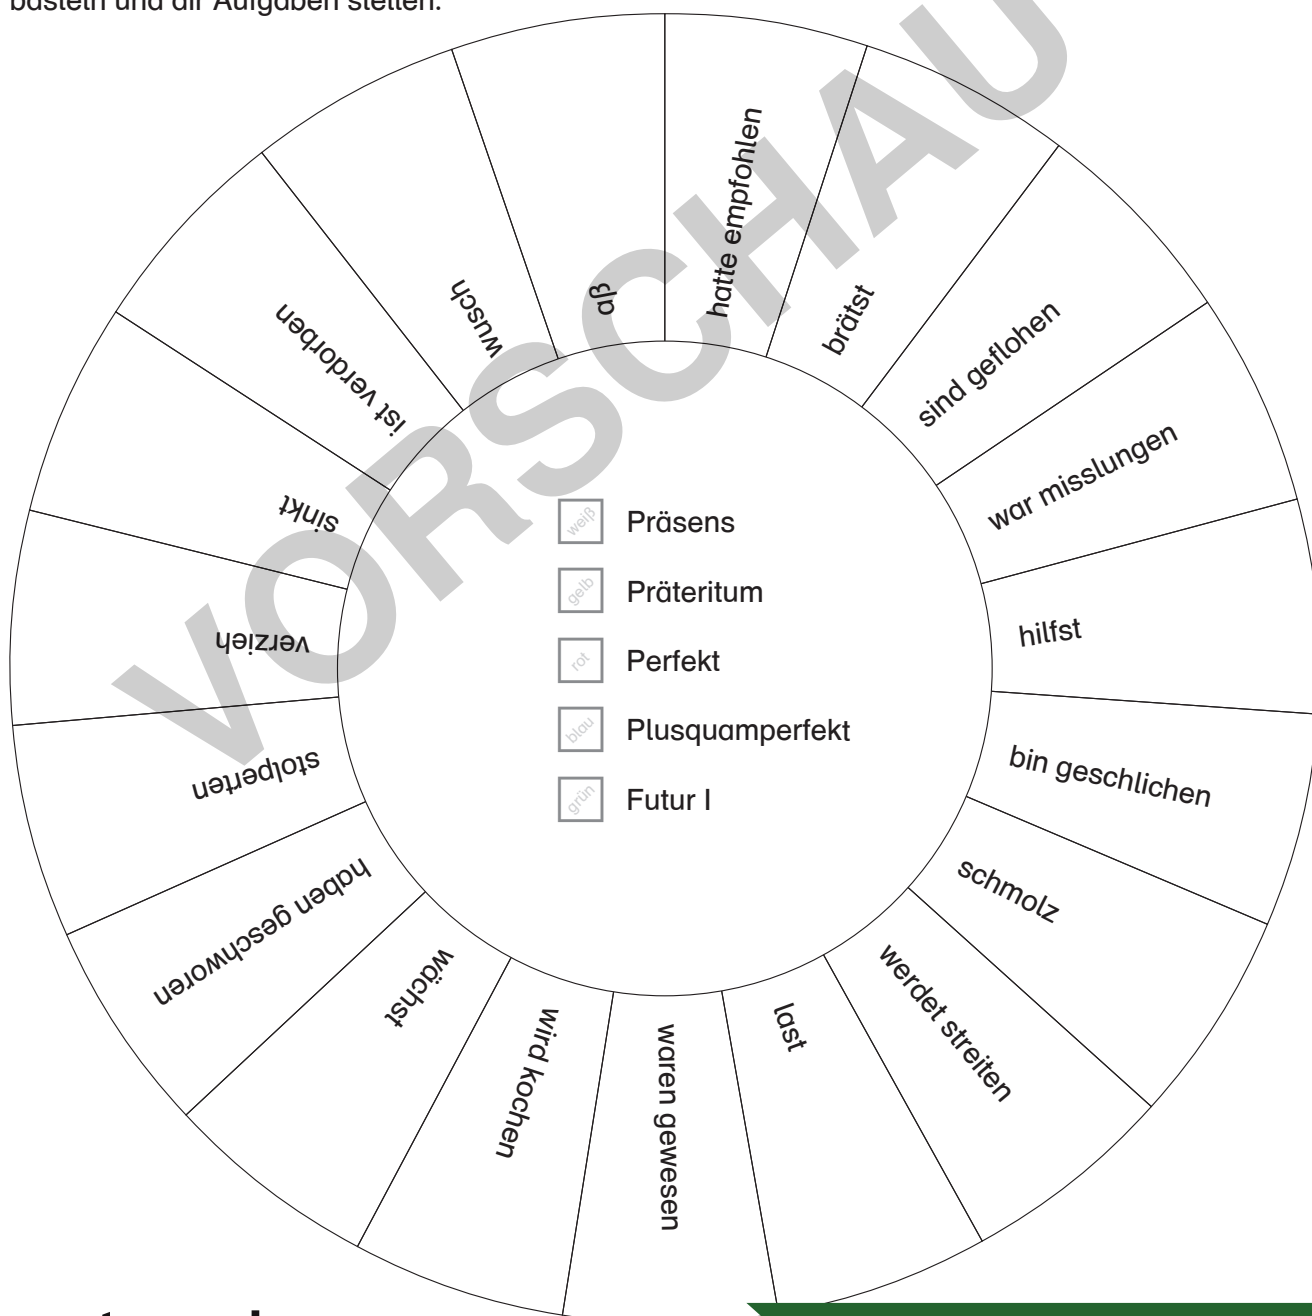 basteln und dir Aufgaben stellen.
hatte empfohlen
brätst
sind geflohen
war misslungen
hilfst
bin geschlichen
schmolz
werdet streiten
last
waren gewesen
wird kochen
wächst
haben geschworen
stolperten
verzieh
sinkt
ist verdorben
wusch
aß
weiß Präsens
gelb Präteritum
rot Perfekt
blau Plusquamperfekt
grün Futur I
VORSCHAU